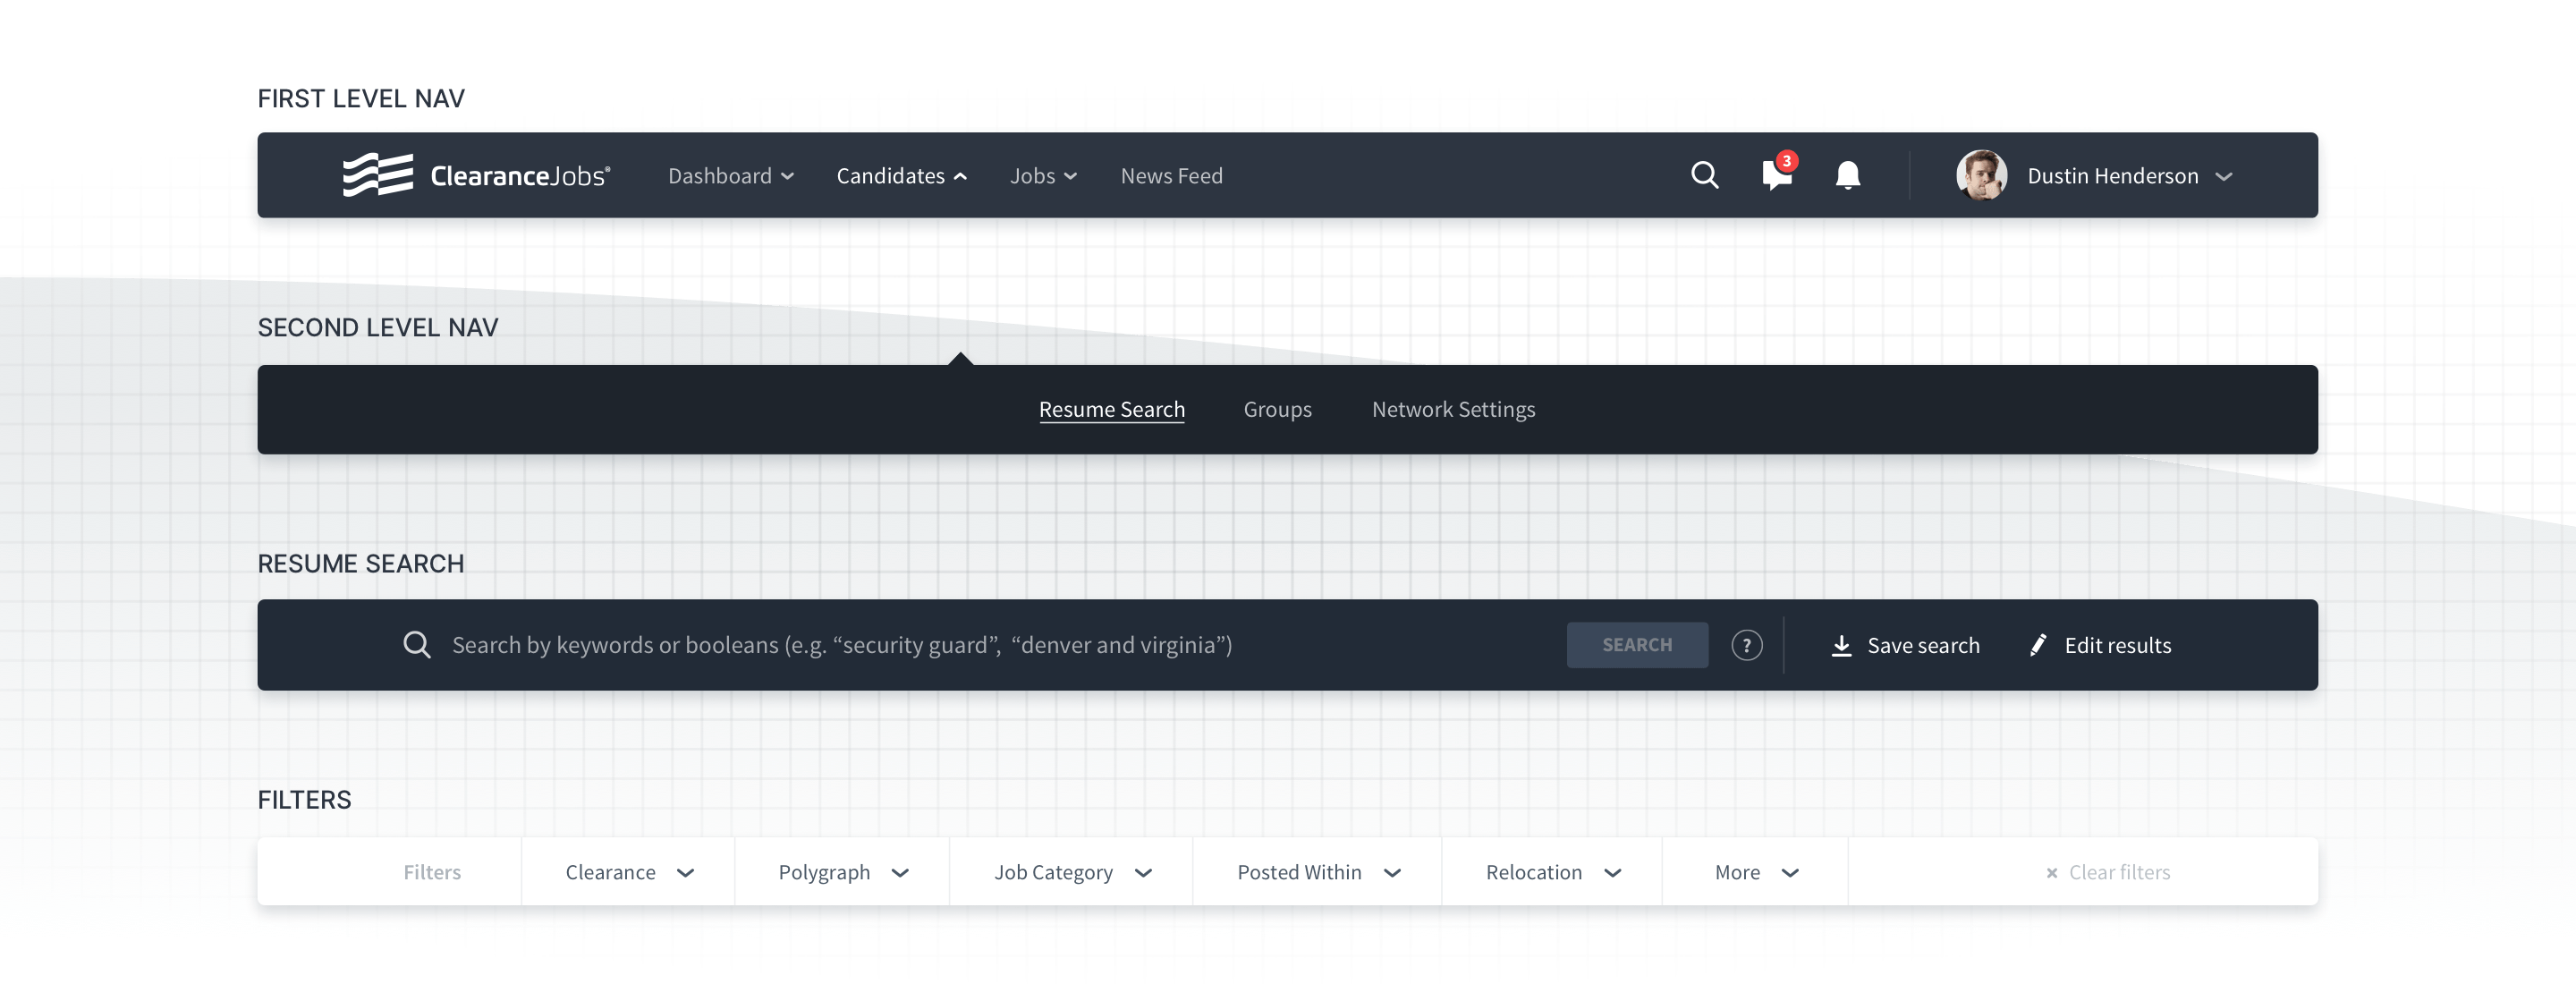 FIRST LEVEL NAV
ClearanceJobs® Dashboard Candidates Jobs News Feed 3 Dustin Henderson
SECOND LEVEL NAV
Resume Search Groups Network Settings
RESUME SEARCH
Search by keywords or booleans (e.g. “security guard”, “denver and virginia”) SEARCH ? Save search Edit results
FILTERS
Filters Clearance Polygraph Job Category Posted Within Relocation More × Clear filters